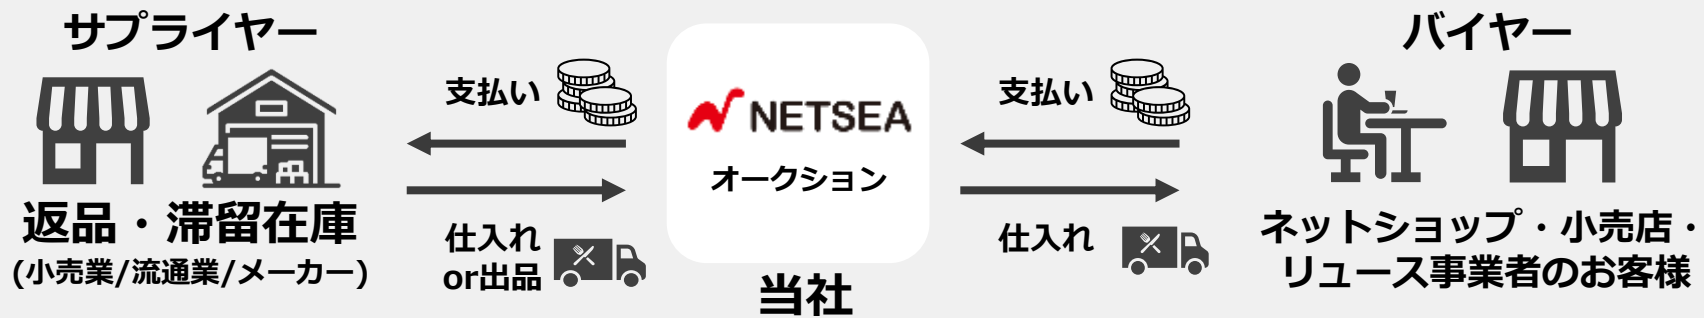 サプライヤー
返品・滞留在庫
(小売業/流通業/メーカー)
支払い
仕入れ
or出品
NETSEA
オークション
当社
支払い
仕入れ
バイヤー
ネットショップ・小売店・
リュース事業者のお客様